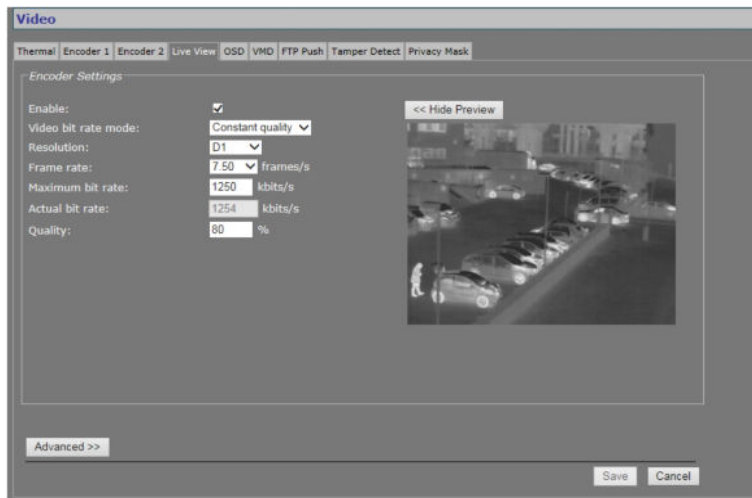 Video
Thermal Encoder 1 Encoder 2 Live View OSD VMD FTP Push Tamper Detect Privacy Mask
Encoder Settings
Enable:
<< Hide Preview
Video bit rate mode: Constant quality
Resolution: D1
Frame rate: 7.50 frames/s
Maximum bit rate: 1250 kbits/s
Actual bit rate: 1254 kbits/s
Quality: 80 %
Advanced >>
Save Cancel